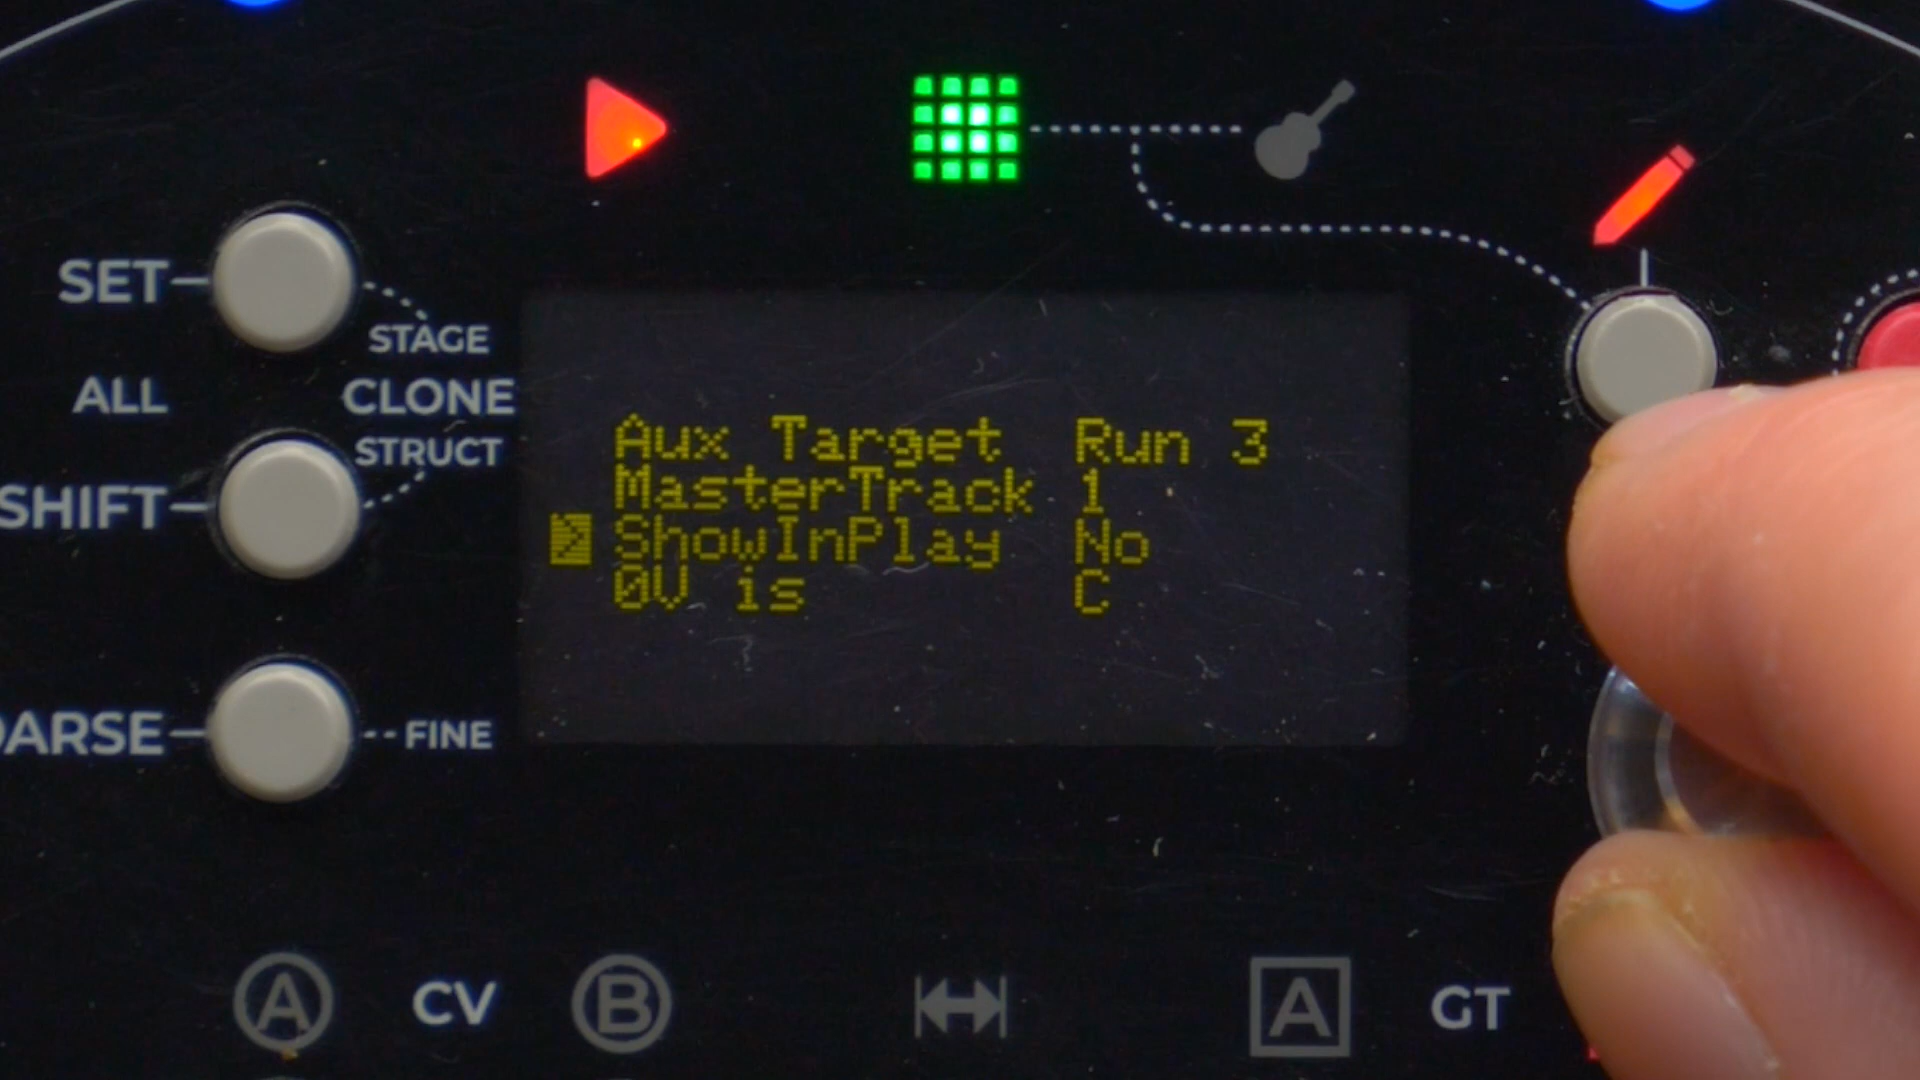 SET
STAGE
ALL
CLONE
STRUCT
SHIFT
Aux Target Run 3
MasterTrack 1
ShowInPlay No
0V is C
OARSE
FINE
A CV B A GT